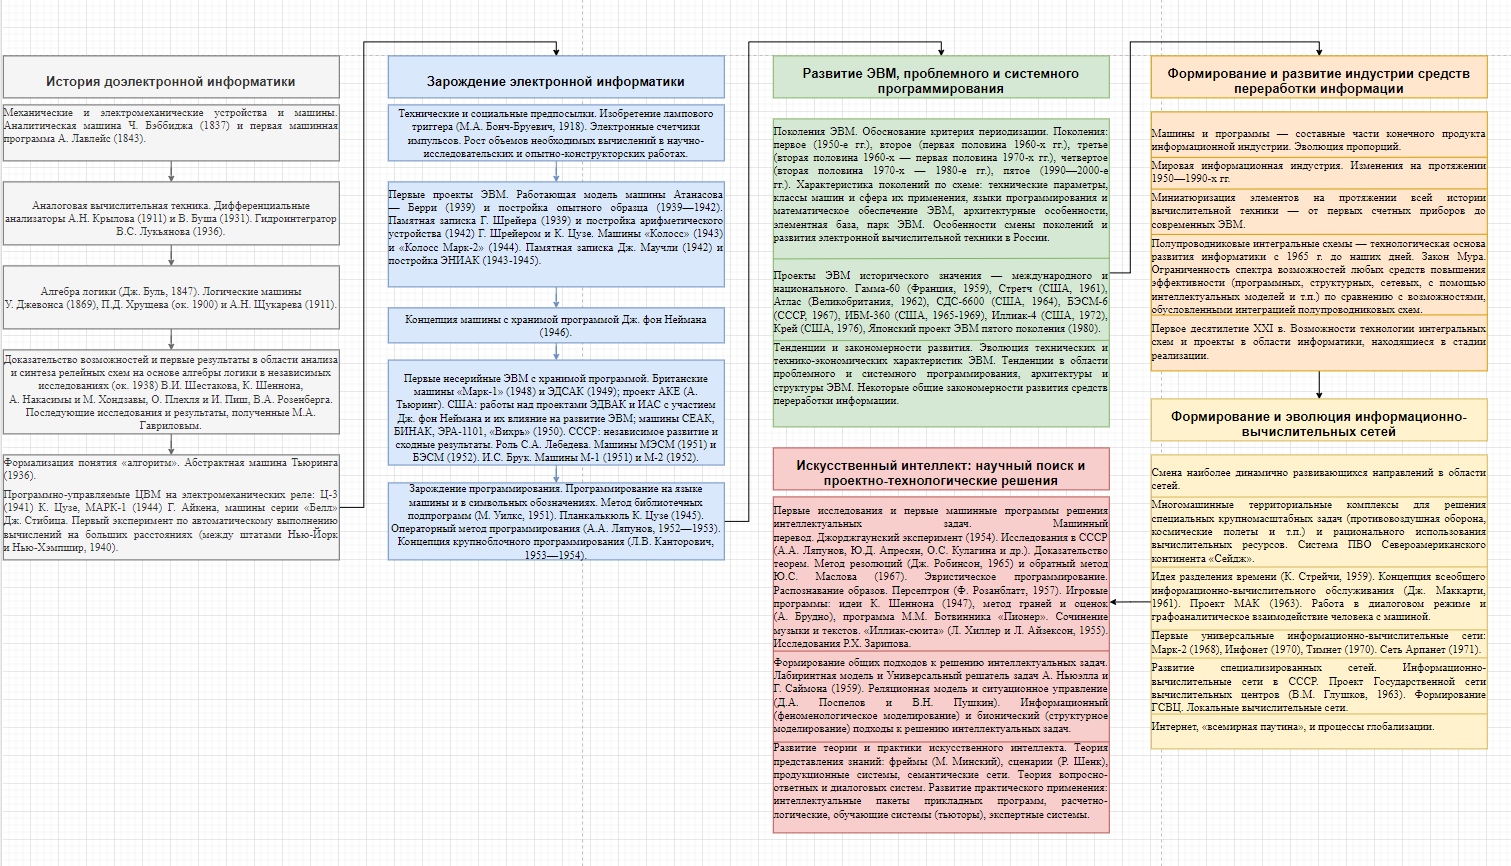 История доэлектронной информатики
Механические и электромеханические устройства и машины.
Аналитическая машина Ч. Бэббиджа (1837) и первая машинная
программа А. Лавлейс (1843).
Аналоговая вычислительная техника. Дифференциальные
анализаторы А.Н. Крылова (1911) и В. Буша (1931). Гидроинтегратор
В.С. Лукьянова (1936).
Алгебра логики (Дж. Буль, 1847). Логические машины
У. Джевонса (1869), П.Д. Хрущева (ок. 1900) и А.Н. Щукарева (1911).
Доказательство возможностей и первые результаты в области анализа
и синтеза релейных схем на основе алгебры логики в независимых
исследованиях (ок. 1938) В.И. Шестакова, К. Шеннона,
А. Накасимы и М. Хондзавы, О. Плехля и И. Пиш, В.А. Розенберга.
Последующие исследования и результаты, полученные М.А.
Гавриловым.
Формализация понятия «алгоритм». Абстрактная машина Тьюринга
(1936).
Программно-управляемые ЦВМ на электромеханических реле: Ц-3
(1941) К. Цузе, МАРК-1 (1944) Г. Айкена, машины серии «Белл»
Дж. Стибица. Первый эксперимент по автоматическому выполнению
вычислений на больших расстояниях (между штатами Нью-Йорк
и Нью-Хэмпшир, 1940).
Зарождение электронной информатики
Технические и социальные предпосылки. Изобретение лампового
триггера (М.А. Бонч-Бруевич, 1918). Электронные счетчики
импульсов. Рост объемов необходимых вычислений в научно-
исследовательских и опытно-конструкторских работах.
Первые проекты ЭВМ. Работающая модель машины Атанасова
— Берри (1939) и постройка опытного образца (1939—1942).
Памятная записка Г. Шрейера (1939) и постройка арифметического
устройства (1942) Г. Шрейером и К. Цузе. Машины «Колосс» (1943)
и «Колосс Марк-2» (1944). Памятная записка Дж. Маучли (1942) и
постройка ЭНИАК (1943-1945).
Концепция машины с хранимой программой Дж. фон Неймана
(1946).
Первые несерийные ЭВМ с хранимой программой. Британские
машины «Марк-1» (1948) и ЭДСАК (1949); проект АКЕ (А.
Тьюринг). США: работы над проектами ЭДВАК и ИАС с участием
Дж. фон Неймана и их влияние на развитие ЭВМ; машины СЕАК,
БИНАК, ЭРА-1101, «Вихрь» (1950). СССР: независимое развитие и
сходные результаты. Роль С.А. Лебедева. Машины МЭСМ (1951) и
БЭСМ (1952). И.С. Брук. Машины М-1 (1951) и М-2 (1952).
Зарождение программирования. Программирование на языке
машины и в символьных обозначениях. Метод библиотечных
подпрограмм (М. Уилкс, 1951). Планкалькюль К. Цузе (1945).
Операторный метод программирования (А.А. Ляпунов, 1952—1953).
Концепция крупноблочного программирования (Л.В. Канторович,
1953—1954).
Развитие ЭВМ, проблемного и системного
программирования
Поколения ЭВМ. Обоснование критерия периодизации. Поколения:
первое (1950-е гг.), второе (первая половина 1960-х гг.), третье
(вторая половина 1960-х — первая половина 1970-х гг.), четвертое
(вторая половина 1970-х — 1980-е гг.), пятое (1990—2000-е
гг.). Характеристика поколений по схеме: технические параметры,
классы машин и сфера их применения, языки программирования и
математическое обеспечение ЭВМ, архитектурные особенности,
элементная база, парк ЭВМ. Особенности смены поколений и
развития электронной вычислительной техники в России.
Проекты ЭВМ исторического значения — международного и
национального. Гамма-60 (Франция, 1959), Стретч (США, 1961),
Атлас (Великобритания, 1962), СДС-6600 (США, 1964), БЭСМ-6
(СССР, 1967), ИБМ-360 (США, 1965-1969), Иллиак-4 (США, 1972),
Крей (США, 1976), Японский проект ЭВМ пятого поколения (1980).
Тенденции и закономерности развития. Эволюция технических и
технико-экономических характеристик ЭВМ. Тенденции в области
проблемного и системного программирования, архитектуры и
структуры ЭВМ. Некоторые общие закономерности развития средств
переработки информации.
Искусственный интеллект: научный поиск и
проектно-технологические решения
Первые исследования и первые машинные программы решения
интеллектуальных задач. Машинный
перевод. Джорджгаунский эксперимент (1954). Исследования в СССР
(А.А. Ляпунов, Ю.Д. Апресян, О.С. Кулагина и др.). Доказательство
теорем. Метод резолюций (Дж. Робинсон, 1965) и обратный метод
Ю.С. Маслова (1967). Эвристическое программирование.
Распознавание образов. Персептрон (Ф. Розанблатт, 1957). Игровые
программы: идеи К. Шеннона (1947), метод граней и оценок
(А. Брудно), программа М.М. Ботвинника «Пионер». Сочинение
музыки и текстов. «Иллиак-сюита» (Л. Хиллер и Л. Айзексон, 1955).
Исследования Р.Х. Зарипова.
Формирование общих подходов к решению интеллектуальных задач.
Лабиринтная модель и Универсальный решатель задач А. Ньюэлла и
Г. Саймона (1959). Реляционная модель и ситуационное управление
(Д.А. Поспелов и В.Н. Пушкин). Информационный
(феноменологическое моделирование) и бионический (структурное
моделирование) подходы к решению интеллектуальных задач.
Развитие теории и практики искусственного интеллекта. Теория
представления знаний: фреймы (М. Минский), сценарии (Р. Шенк),
продукционные системы, семантические сети. Теория вопросно-
ответных и диалоговых систем. Развитие практического применения:
интеллектуальные пакеты прикладных программ, расчетно-
логические, обучающие системы (тьюторы), экспертные системы.
Формирование и развитие индустрии средств
переработки информации
Машины и программы — составные части конечного продукта
информационной индустрии. Эволюция пропорций.
Мировая информационная индустрия. Изменения на протяжении
1950—1990-х гг.
Миниатюризация элементов на протяжении всей истории
вычислительной техники — от первых счетных приборов до
современных ЭВМ.
Полупроводниковые интегральные схемы — технологическая основа
развития информатики с 1965 г. до наших дней. Закон Мура.
Ограниченность спектра возможностей любых средств повышения
эффективности (программных, структурных, сетевых, с помощью
интеллектуальных моделей и т.п.) по сравнению с возможностями,
обусловленными интеграцией полупроводниковых схем.
Первое десятилетие XXI в. Возможности технологии интегральных
схем и проекты в области информатики, находящиеся в стадии
реализации.
Формирование и эволюция информационно-
вычислительных сетей
Смена наиболее динамично развивающихся направлений в области
сетей.
Многомашинные территориальные комплексы для решения
специальных крупномасштабных задач (противовоздушная оборона,
космические полеты и т.п.) и рационального использования
вычислительных ресурсов. Система ПВО Североамериканского
континента «Сейдж».
Идея разделения времени (К. Стрейчи, 1959). Концепция всеобщего
информационно-вычислительного обслуживания (Дж. Маккарти,
1961). Проект МАК (1963). Работа в диалоговом режиме и
графоаналитическое взаимодействие человека с машиной.
Первые универсальные информационно-вычислительные сети:
Марк-2 (1968), Инфонет (1970), Тимнет (1970). Сеть Арпанет (1971).
Развитие специализированных сетей. Информационно-
вычислительные сети в СССР. Проект Государственной сети
вычислительных центров (В.М. Глушков, 1963). Формирование
ГСВЦ. Локальные вычислительные сети.
Интернет, «всемирная паутина», и процессы глобализации.